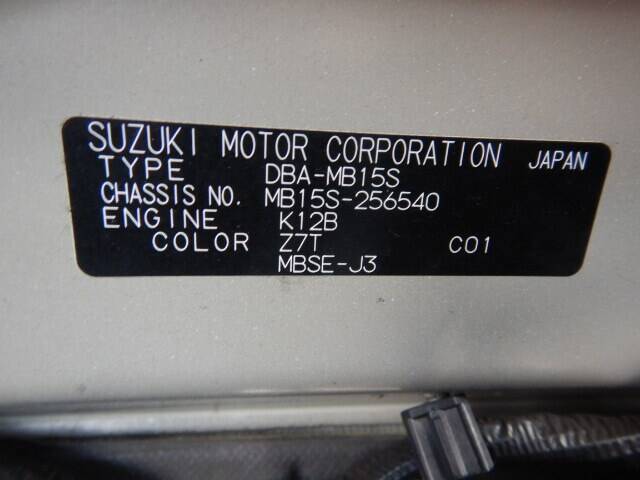 SUZUKI MOTOR CORPORATION JAPAN
TYPE DBA-MB15S
CHASSIS NO. MB15S-256540
ENGINE K12B
COLOR Z7T C01
MBSE-J3